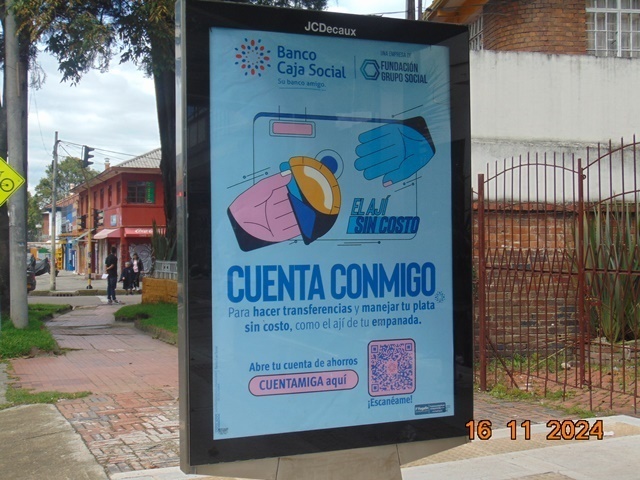 JCDecaux
Banco
Caja Social
Su banco amigo.
UNA EMPRESA DE
FUNDACIÓN
GRUPO SOCIAL
EL AJÍ
SIN COSTO
CUENTA CONMIGO
Para hacer transferencias y manejar tu plata
sin costo, como el ají de tu empanada.
Abre tu cuenta de ahorros
CUENTAMIGA aquí
¡Escanéame!
16 11 2024